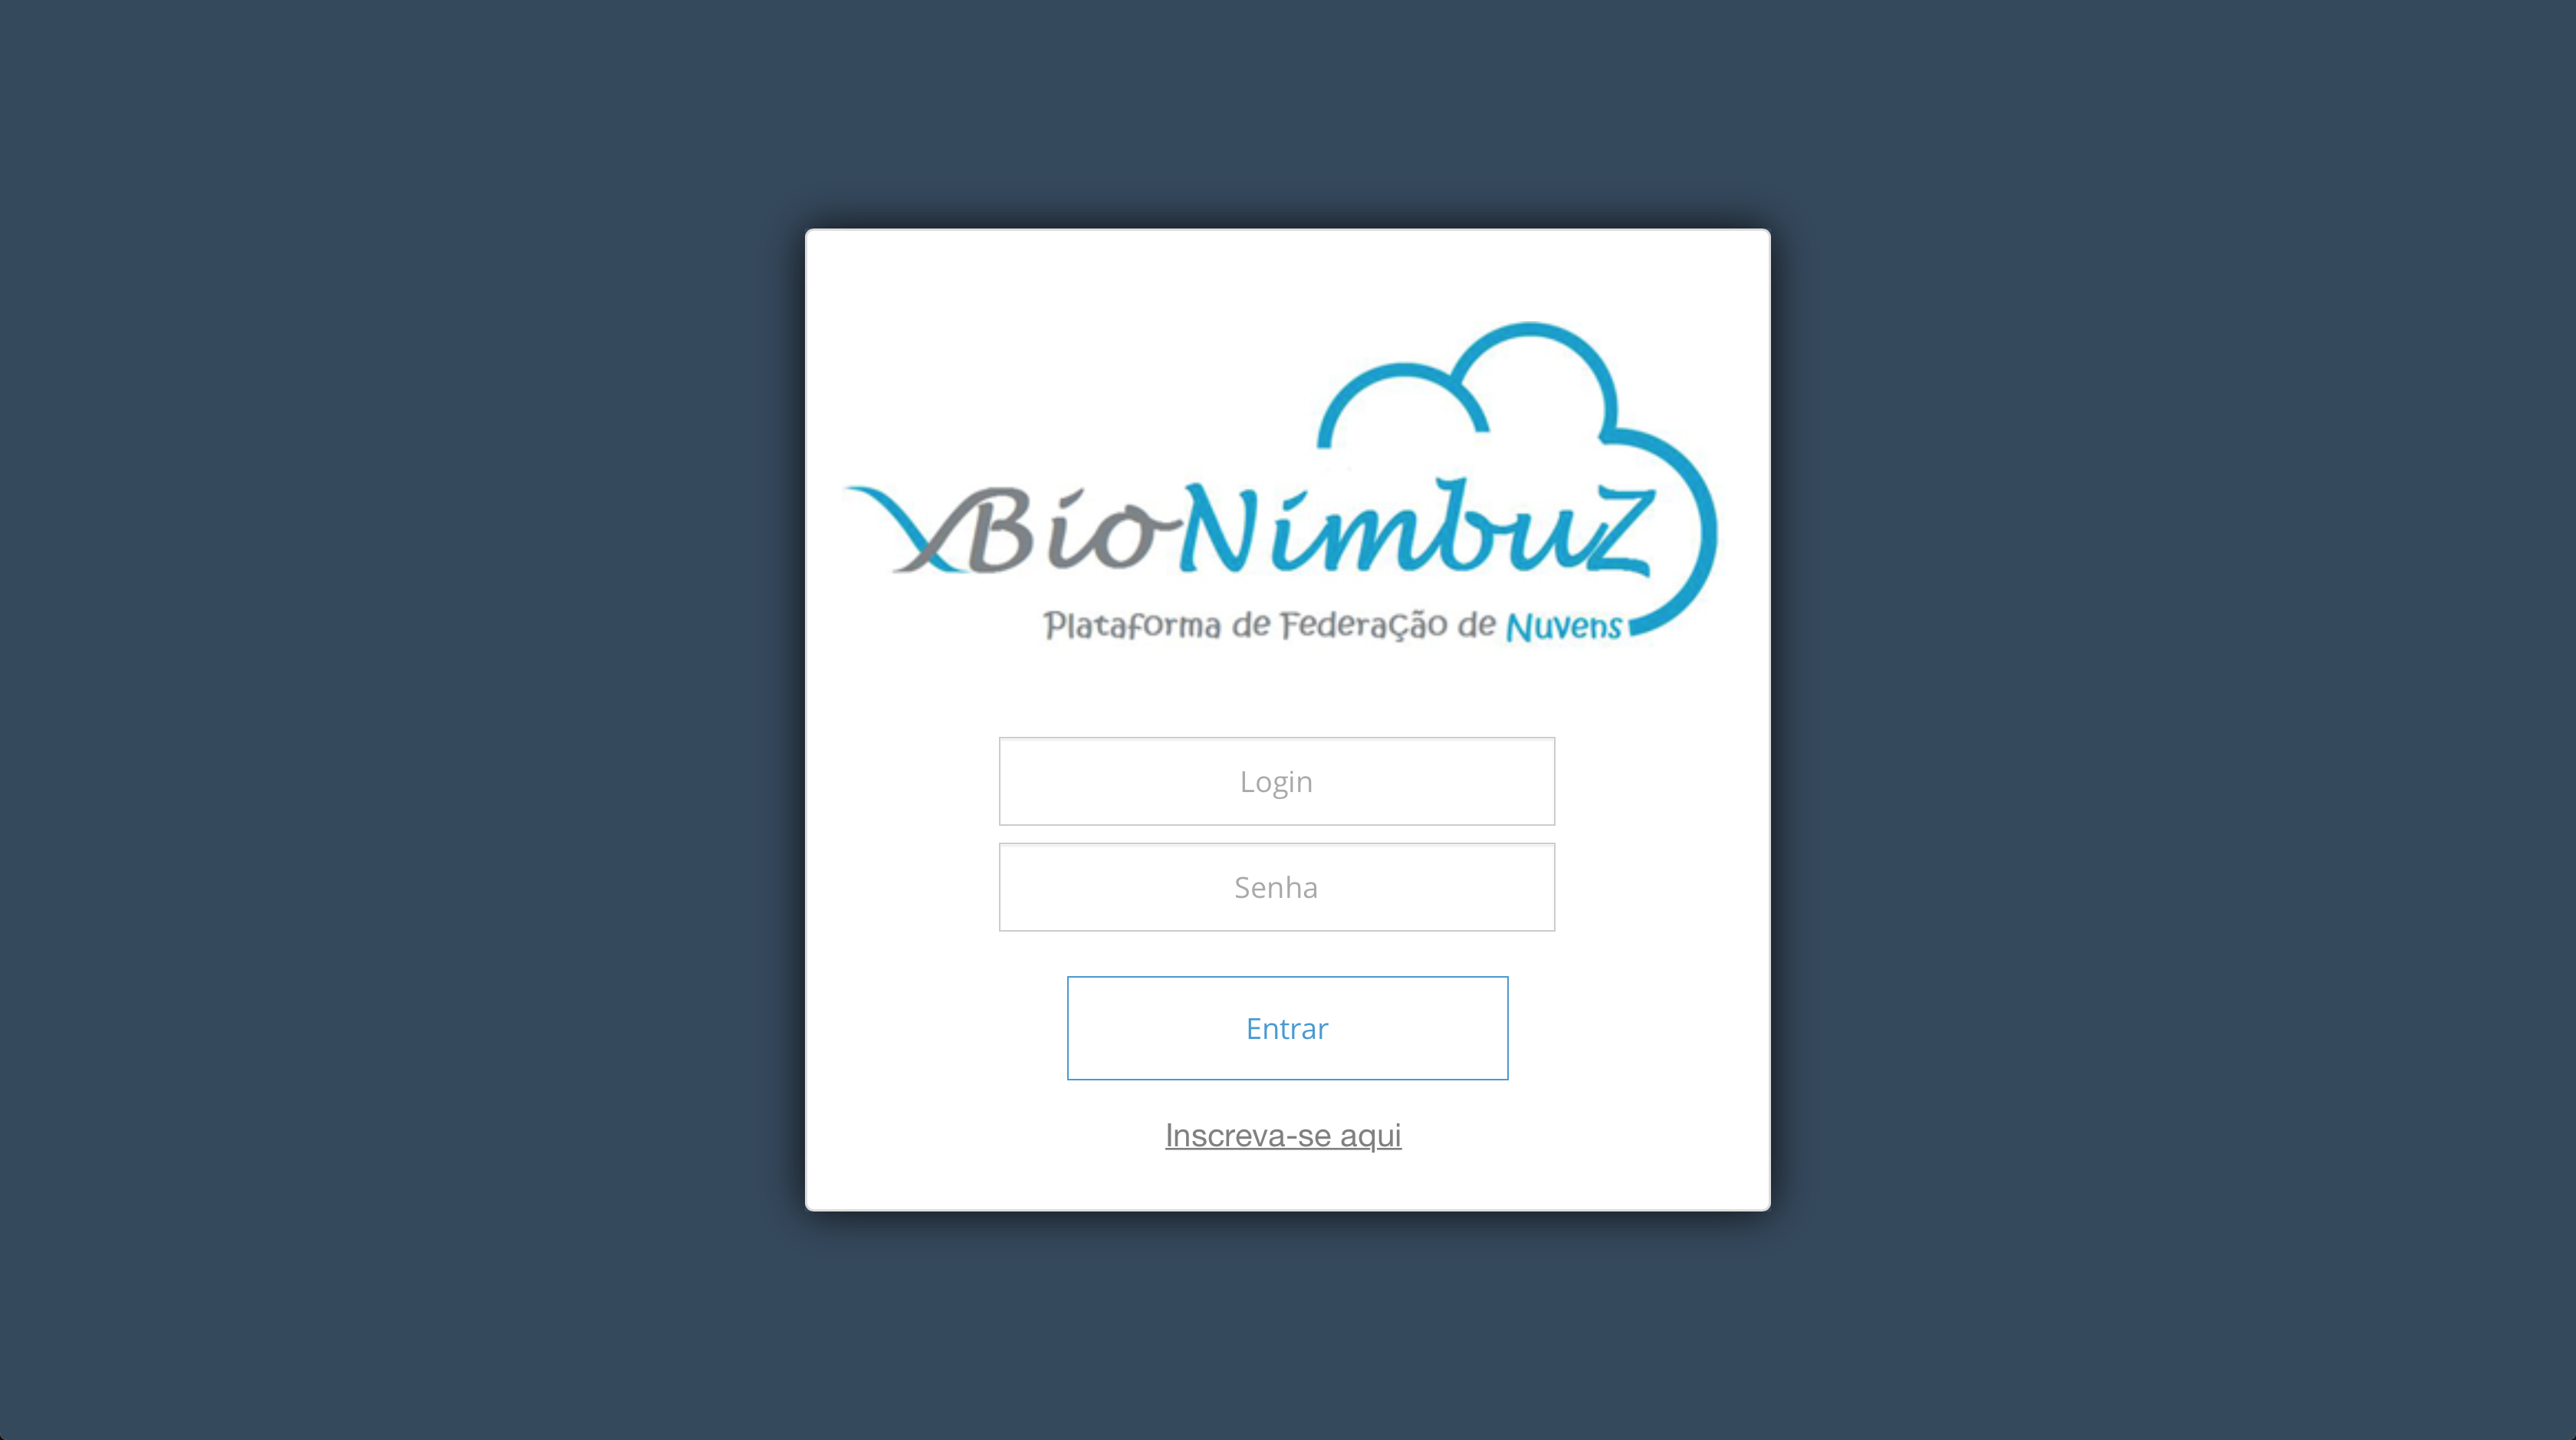 BioNimbuZ
Plataforma de Federação de Nuvens
Login
Senha
Entrar
Inscreva-se aqui